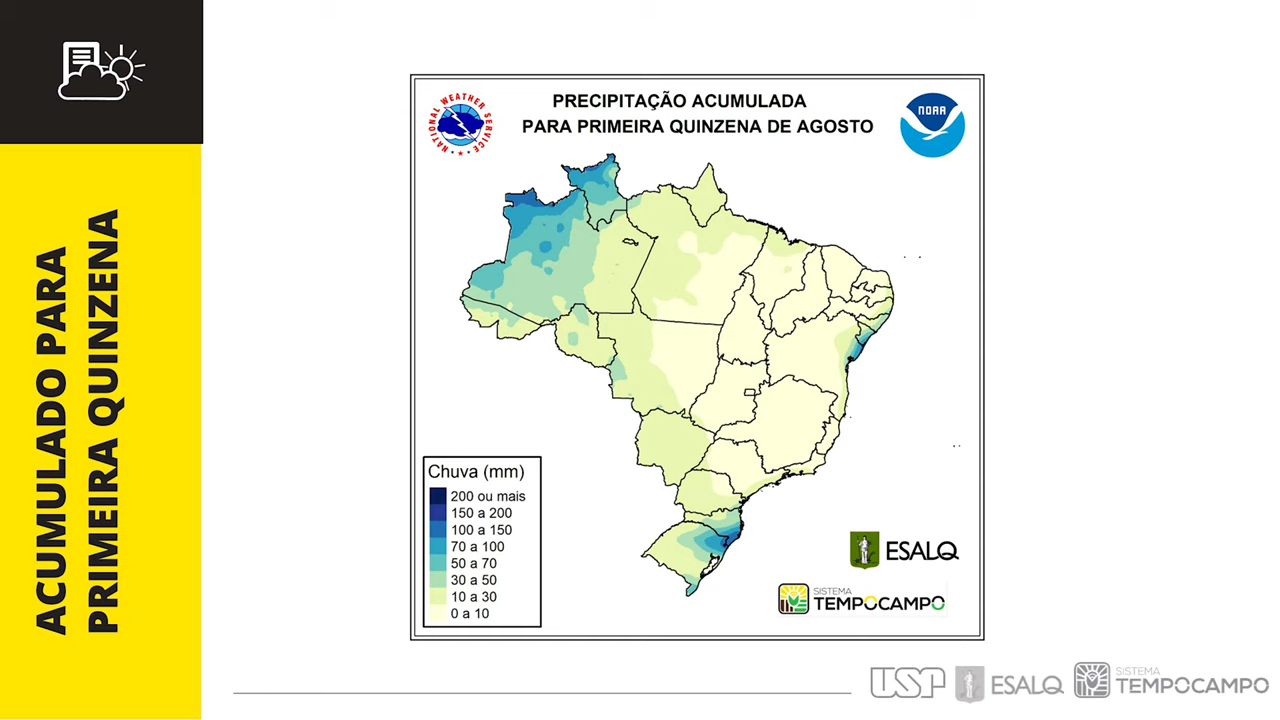 ACUMULADO PARA
PRIMEIRA QUINZENA
NATIONAL WEATHER SERVICE
PRECIPITAÇÃO ACUMULADA
PARA PRIMEIRA QUINZENA DE AGOSTO
NOAA
Chuva (mm)
200 ou mais
150 a 200
100 a 150
70 a 100
50 a 70
30 a 50
10 a 30
0 a 10
ESALQ
SISTEMA
TEMPOCAMPO
USP
ESALQ
SISTEMA
TEMPOCAMPO